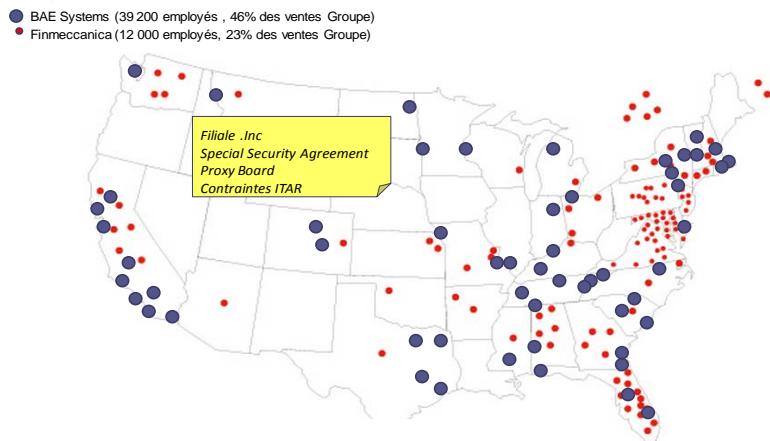 BAE Systems (39 200 employés , 46% des ventes Groupe)
Finmeccanica (12 000 employés, 23% des ventes Groupe)
Filiale .Inc
Special Security Agreement
Proxy Board
Contraintes ITAR